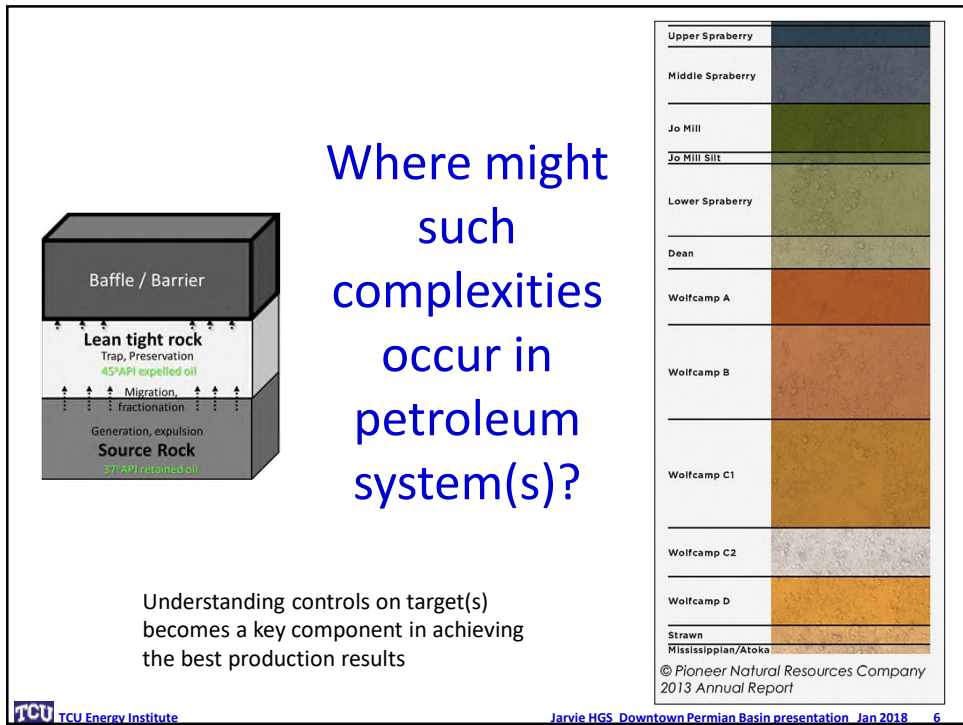 Baffle / Barrier
Lean tight rock
Trap, Preservation
45°API expelled oil
Migration,
fractionation
Generation, expulsion
Source Rock
37°API retained oil
Where might
such
complexities
occur in
petroleum
system(s)?
Understanding controls on target(s)
becomes a key component in achieving
the best production results
Upper Spraberry
Middle Spraberry
Jo Mill
Jo Mill Silt
Lower Spraberry
Dean
Wolfcamp A
Wolfcamp B
Wolfcamp C1
Wolfcamp C2
Wolfcamp D
Strawn
Mississippian/Atoka
© Pioneer Natural Resources Company
2013 Annual Report
TCU TCU Energy Institute
Jarvie HGS Downtown Permian Basin presentation Jan 2018 6